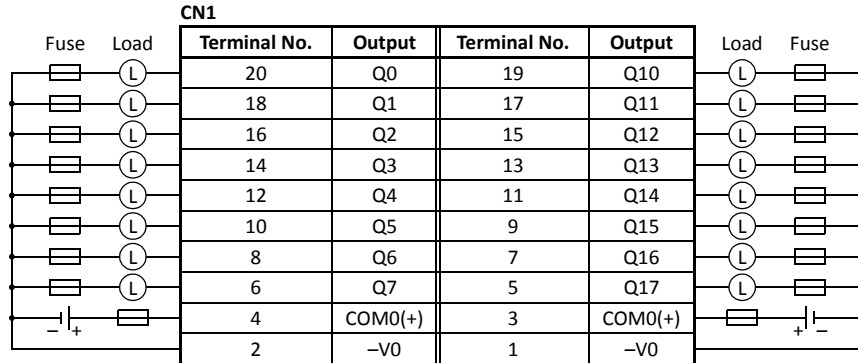 CN1
Fuse Load Terminal No. Output Terminal No. Output Load Fuse
L 20 Q0 19 Q10 L
L 18 Q1 17 Q11 L
L 16 Q2 15 Q12 L
L 14 Q3 13 Q13 L
L 12 Q4 11 Q14 L
L 10 Q5 9 Q15 L
L 8 Q6 7 Q16 L
L 6 Q7 5 Q17 L
– + 4 COM0(+) 3 COM0(+) + –
2 –V0 1 –V0